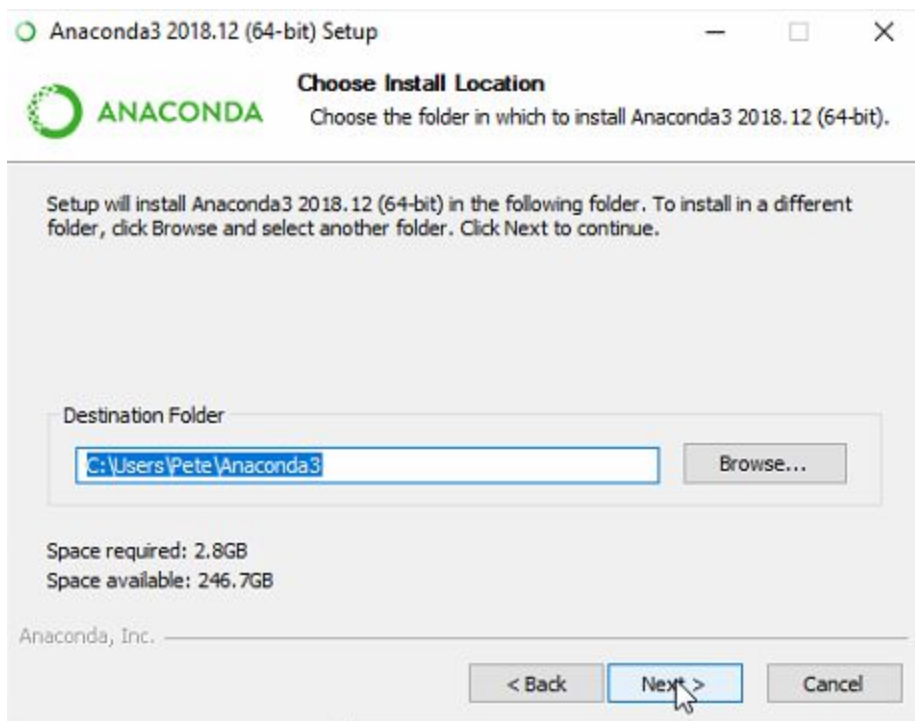 Anaconda3 2018.12 (64-bit) Setup
ANACONDA
Choose Install Location
Choose the folder in which to install Anaconda3 2018.12 (64-bit).
Setup will install Anaconda3 2018.12 (64-bit) in the following folder. To install in a different
folder, click Browse and select another folder. Click Next to continue.
Destination Folder
C:\Users\Pete\Anaconda3
Browse...
Space required: 2.8GB
Space available: 246.7GB
Anaconda, Inc.
< Back
Next >
Cancel